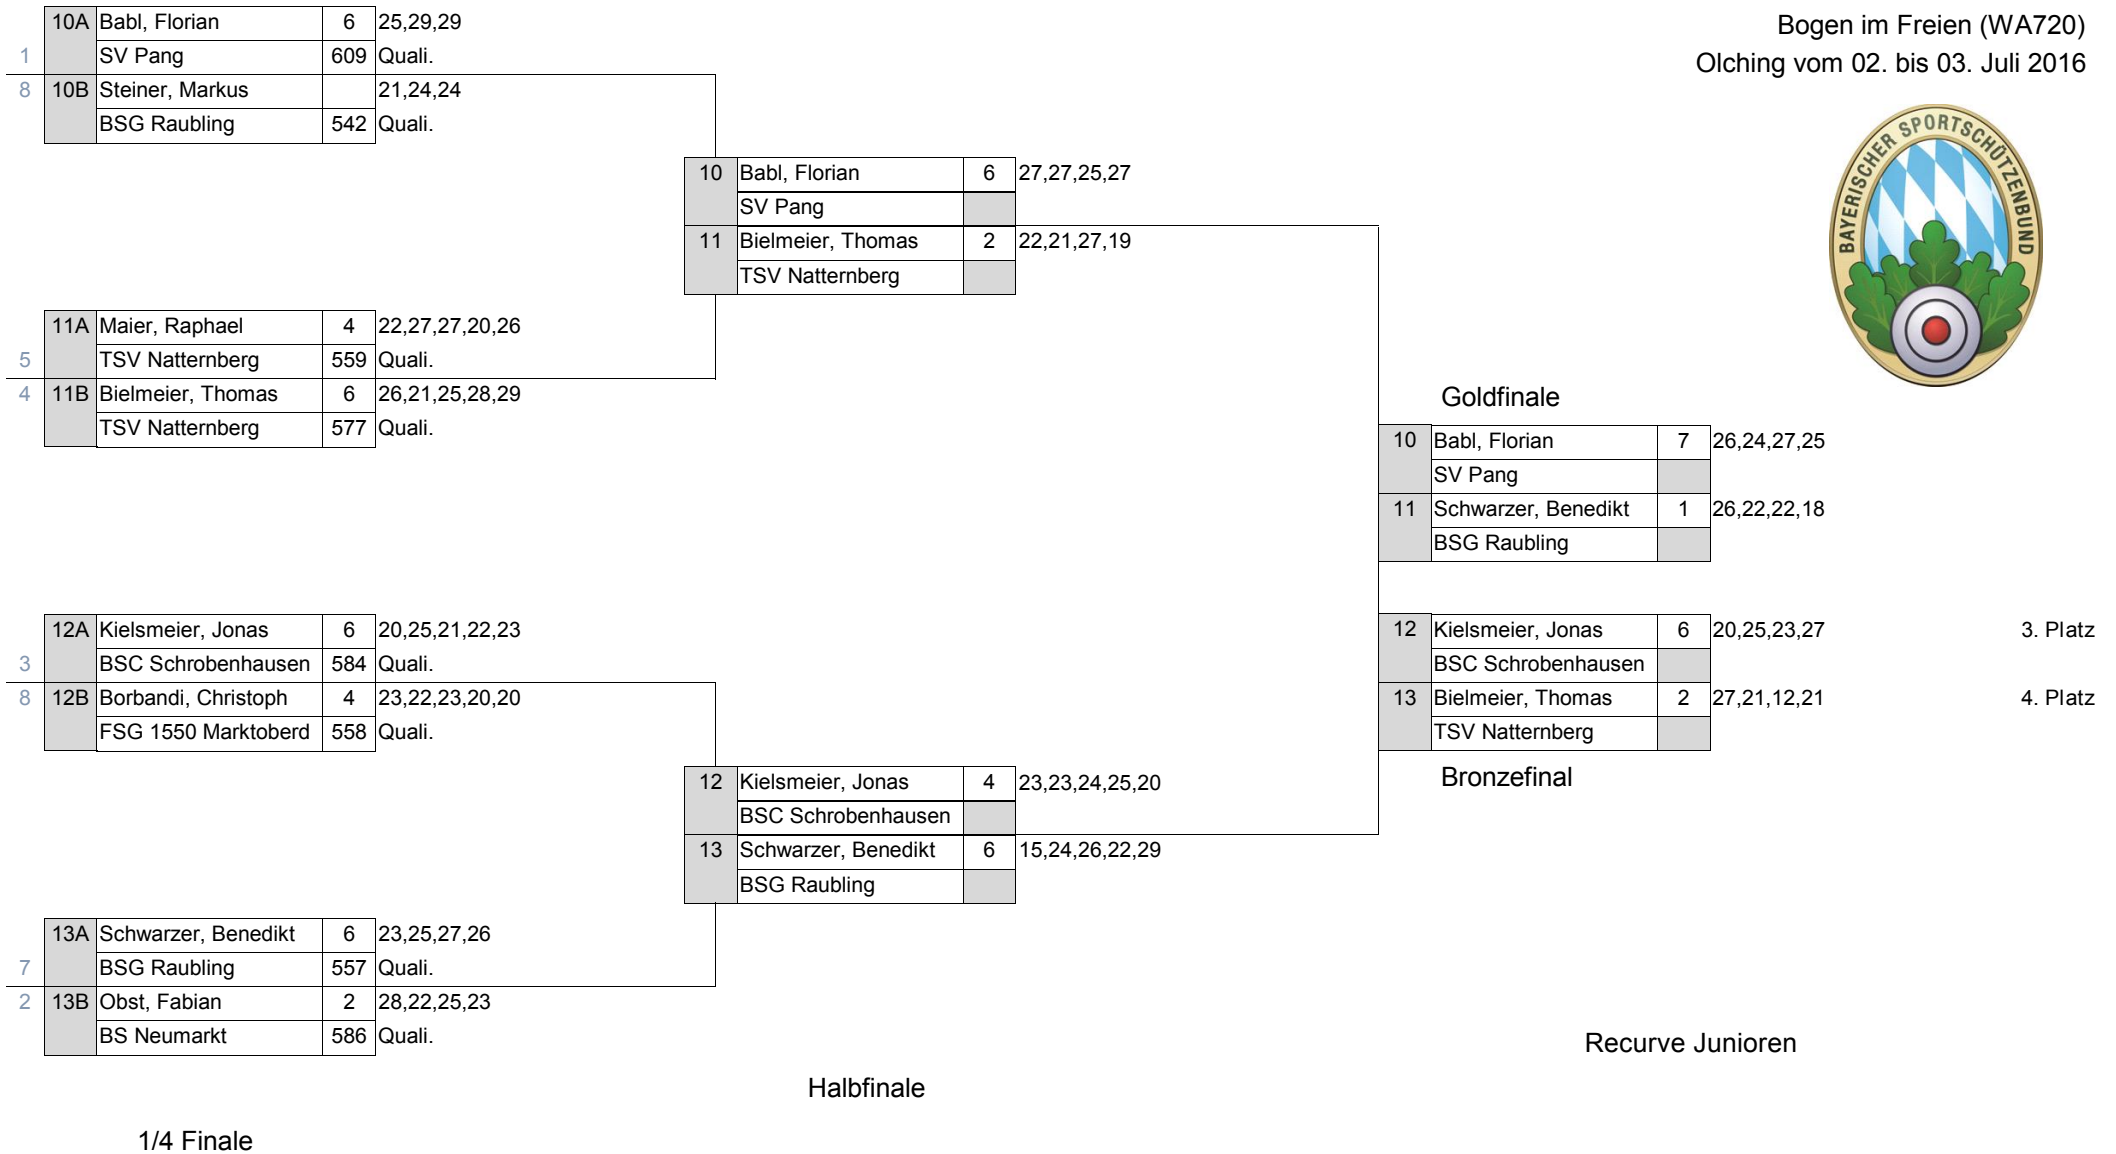 Bogen im Freien (WA720)
Olching vom 02. bis 03. Juli 2016
BAYERISCHER SPORTSCHÜTZENBUND
10A Babl, Florian 6 25,29,29
1 SV Pang 609 Quali.
8 10B Steiner, Markus 21,24,24
BSG Raubling 542 Quali.
11A Maier, Raphael 4 22,27,27,20,26
5 TSV Natternberg 559 Quali.
4 11B Bielmeier, Thomas 6 26,21,25,28,29
TSV Natternberg 577 Quali.
12A Kielsmeier, Jonas 6 20,25,21,22,23
3 BSC Schrobenhausen 584 Quali.
8 12B Borbandi, Christoph 4 23,22,23,20,20
FSG 1550 Marktoberd 558 Quali.
13A Schwarzer, Benedikt 6 23,25,27,26
7 BSG Raubling 557 Quali.
2 13B Obst, Fabian 2 28,22,25,23
BS Neumarkt 586 Quali.
1/4 Finale
10 Babl, Florian 6 27,27,25,27
SV Pang
11 Bielmeier, Thomas 2 22,21,27,19
TSV Natternberg
12 Kielsmeier, Jonas 4 23,23,24,25,20
BSC Schrobenhausen
13 Schwarzer, Benedikt 6 15,24,26,22,29
BSG Raubling
Halbfinale
Goldfinale
10 Babl, Florian 7 26,24,27,25
SV Pang
11 Schwarzer, Benedikt 1 26,22,22,18
BSG Raubling
12 Kielsmeier, Jonas 6 20,25,23,27 3. Platz
BSC Schrobenhausen
13 Bielmeier, Thomas 2 27,21,12,21 4. Platz
TSV Natternberg
Bronzefinal
Recurve Junioren